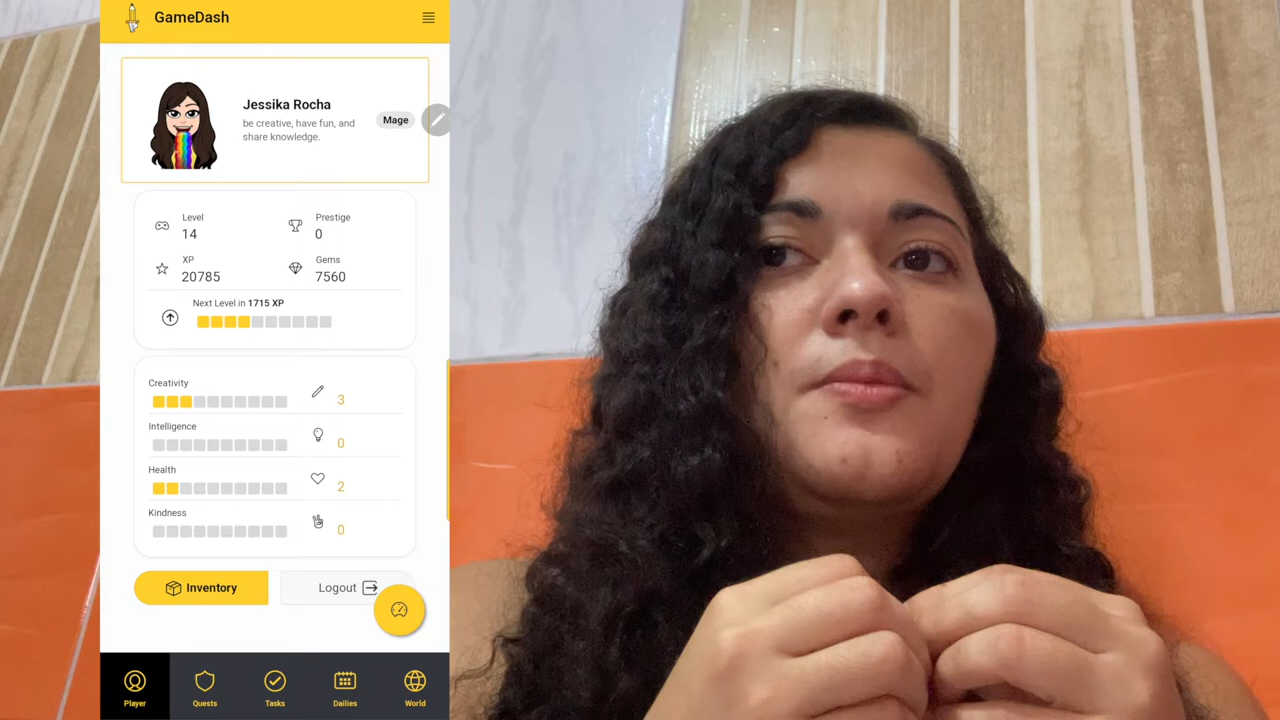 GameDash
Jessika Rocha
be creative, have fun, and
share knowledge.
Mage
Level
14
Prestige
0
XP
20785
Gems
7560
Next Level in 1715 XP
Creativity
3
Intelligence
0
Health
2
Kindness
0
Inventory
Logout
Player
Quests
Tasks
Dailies
World